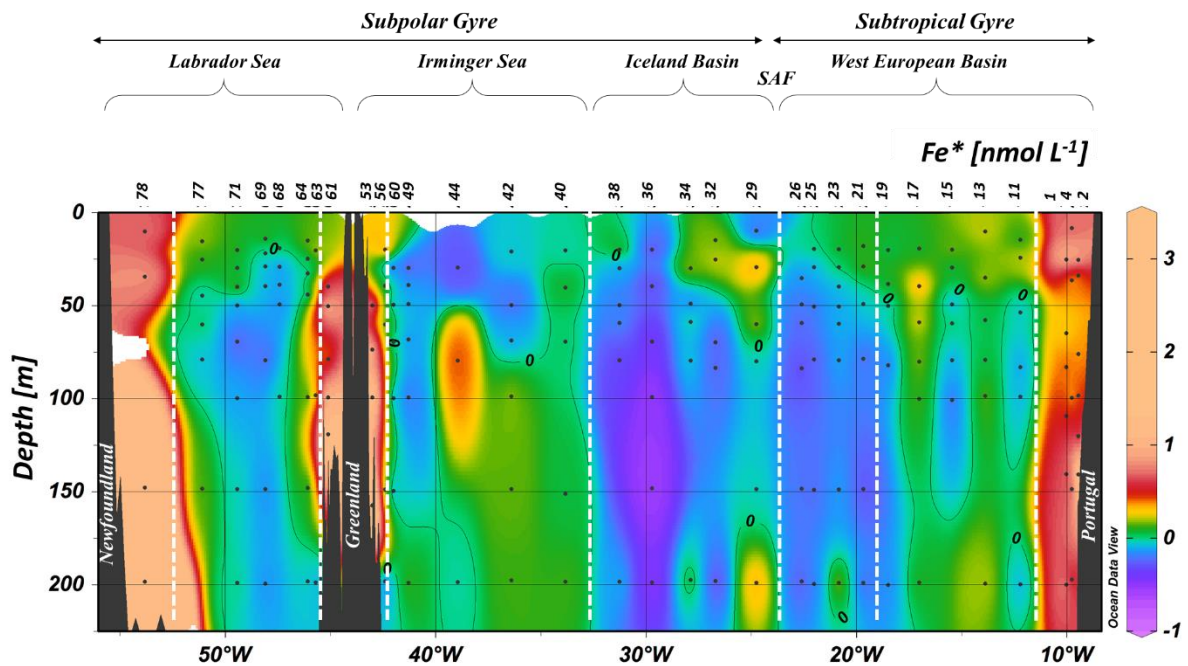 Subpolar Gyre Subtropical Gyre
Labrador Sea Irminger Sea Iceland Basin SAF West European Basin
Fe* [nmol L-1]
78 77 71 69 68 64 63 61 53 56 60 49 44 42 40 38 36 34 32 29 26 25 23 21 19 17 15 13 11 1 4 2
0
50
100
150
200
Depth [m]
Newfoundland
Greenland
Portugal
0 0 0 0 0 0 0 0 0 0
50°W 40°W 30°W 20°W 10°W
Ocean Data View
3
2
1
0
-1